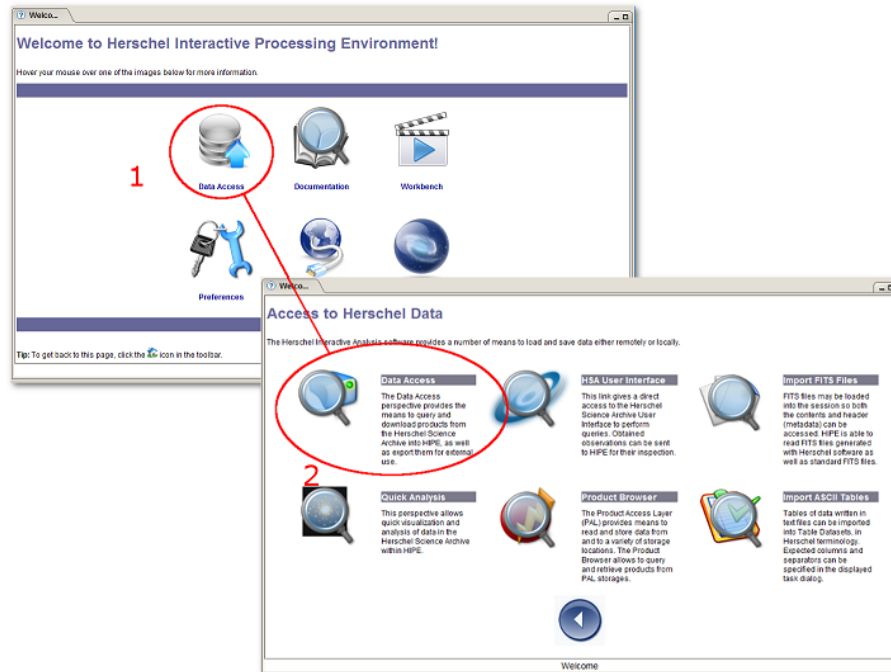 Welco...
Welcome to Herschel Interactive Processing Environment!
Hover your mouse over one of the images below for more information.
1
Data Access
Documentation
Workbench
Preferences
Tip: To get back to this page, click the icon in the toolbar.
Welco...
Access to Herschel Data
The Herschel Interactive Analysis software provides a number of means to load and save data either remotely or locally.
Data Access
The Data Access
perspective provides the
means to query and
download products from
the Herschel Science
Archive into HIPE, as well
as export them for external
use.
HSA User Interface
This link gives a direct
access to the Herschel
Science Archive User
Interface to perform
queries. Obtained
observations can be sent
to HIPE for their inspection.
Import FITS Files
FITS files may be loaded
into the session so both
the contents and header
(metadata) can be
accessed. HIPE is able to
read FITS files generated
with Herschel software as
well as standard FITS files.
2
Quick Analysis
This perspective allows
quick visualization and
analysis of data in the
Herschel Science Archive
within HIPE.
Product Browser
The Product Access Layer
(PAL) provides means to
read and store data from
and to a variety of storage
locations. The Product
Browser allows to query
and retrieve products from
PAL storages.
Import ASCII Tables
Tables of data written in
text files can be imported
into Table Datasets, in
Herschel terminology.
Expected columns and
separators can be
specified in the displayed
task dialog.
Welcome